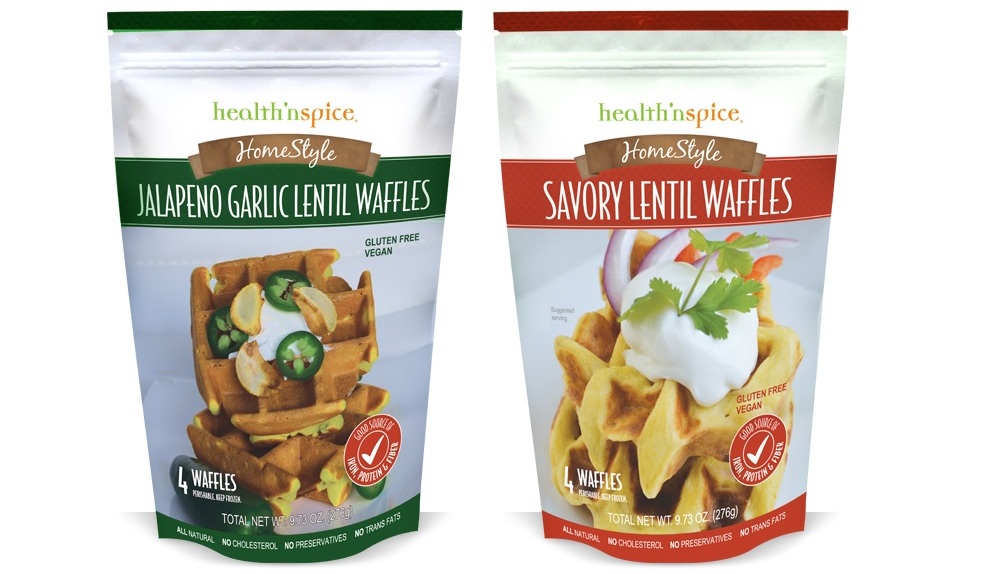 health'nspice.
HomeStyle
JALAPENO GARLIC LENTIL WAFFLES
GLUTEN FREE
VEGAN
GOOD SOURCE OF
IRON, PROTEIN & FIBER
4 WAFFLES
PERISHABLE. KEEP FROZEN.
TOTAL NET WT. 9.73 OZ. (276g)
ALL NATURAL NO CHOLESTEROL NO PRESERVATIVES NO TRANS FATS
health'nspice.
HomeStyle
SAVORY LENTIL WAFFLES
Suggested
serving
GLUTEN FREE
VEGAN
GOOD SOURCE OF
IRON, PROTEIN & FIBER
4 WAFFLES
PERISHABLE. KEEP FROZEN.
TOTAL NET WT. 9.73 OZ. (276g)
ALL NATURAL NO CHOLESTEROL NO PRESERVATIVES NO TRANS FATS